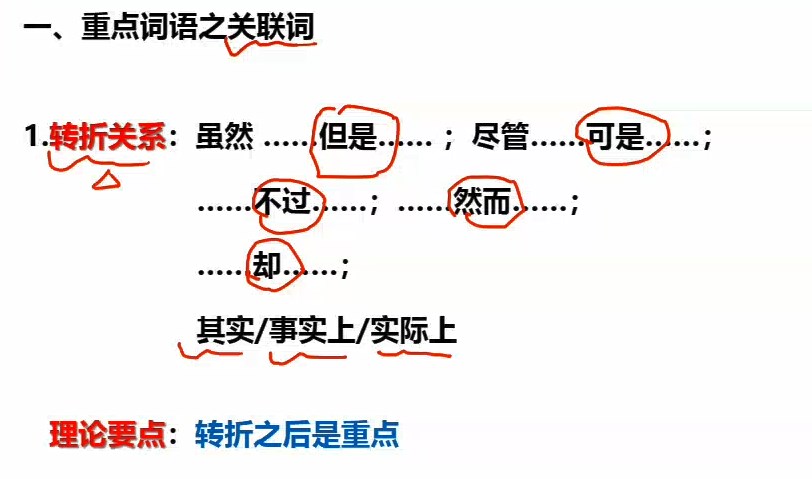 一、重点词语之关联词
1.转折关系：虽然 ……但是…… ；尽管……可是……；
……不过……；……然而……；
……却……；
其实/事实上/实际上
理论要点：转折之后是重点